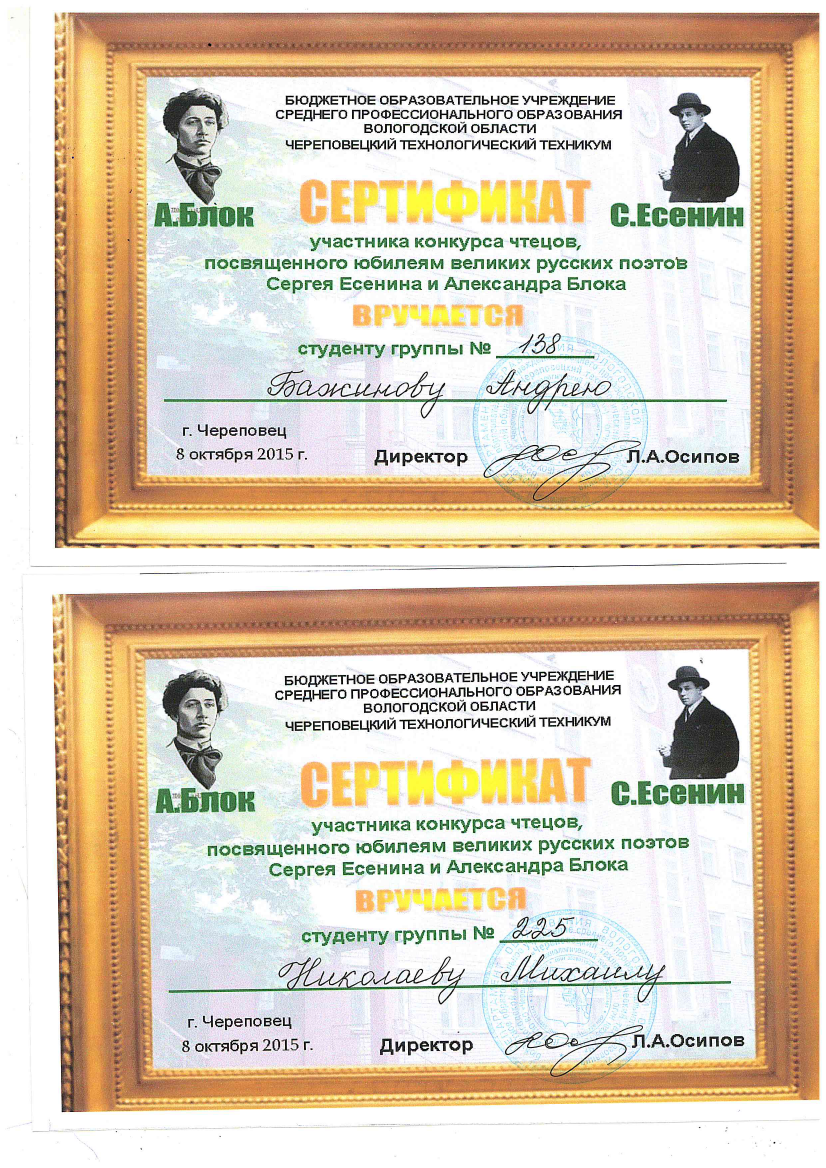 БЮДЖЕТНОЕ ОБРАЗОВАТЕЛЬНОЕ УЧРЕЖДЕНИЕ
СРЕДНЕГО ПРОФЕССИОНАЛЬНОГО ОБРАЗОВАНИЯ
ВОЛОГОДСКОЙ ОБЛАСТИ
ЧЕРЕПОВЕЦКИЙ ТЕХНОЛОГИЧЕСКИЙ ТЕХНИКУМ
СЕРТИФИКАТ
А.Блок
С.Есенин
участника конкурса чтецов,
посвященного юбилеям великих русских поэтов
Сергея Есенина и Александра Блока
ВРУЧАЕТСЯ
студенту группы № 138
Бажинову Андрею
г. Череповец
8 октября 2015 г.
Директор Л.А.Осипов
БЮДЖЕТНОЕ ОБРАЗОВАТЕЛЬНОЕ УЧРЕЖДЕНИЕ
СРЕДНЕГО ПРОФЕССИОНАЛЬНОГО ОБРАЗОВАНИЯ
ВОЛОГОДСКОЙ ОБЛАСТИ
ЧЕРЕПОВЕЦКИЙ ТЕХНОЛОГИЧЕСКИЙ ТЕХНИКУМ
СЕРТИФИКАТ
А.Блок
С.Есенин
участника конкурса чтецов,
посвященного юбилеям великих русских поэтов
Сергея Есенина и Александра Блока
ВРУЧАЕТСЯ
студенту группы № 225
Николаеву Михаилу
г. Череповец
8 октября 2015 г.
Директор Л.А.Осипов